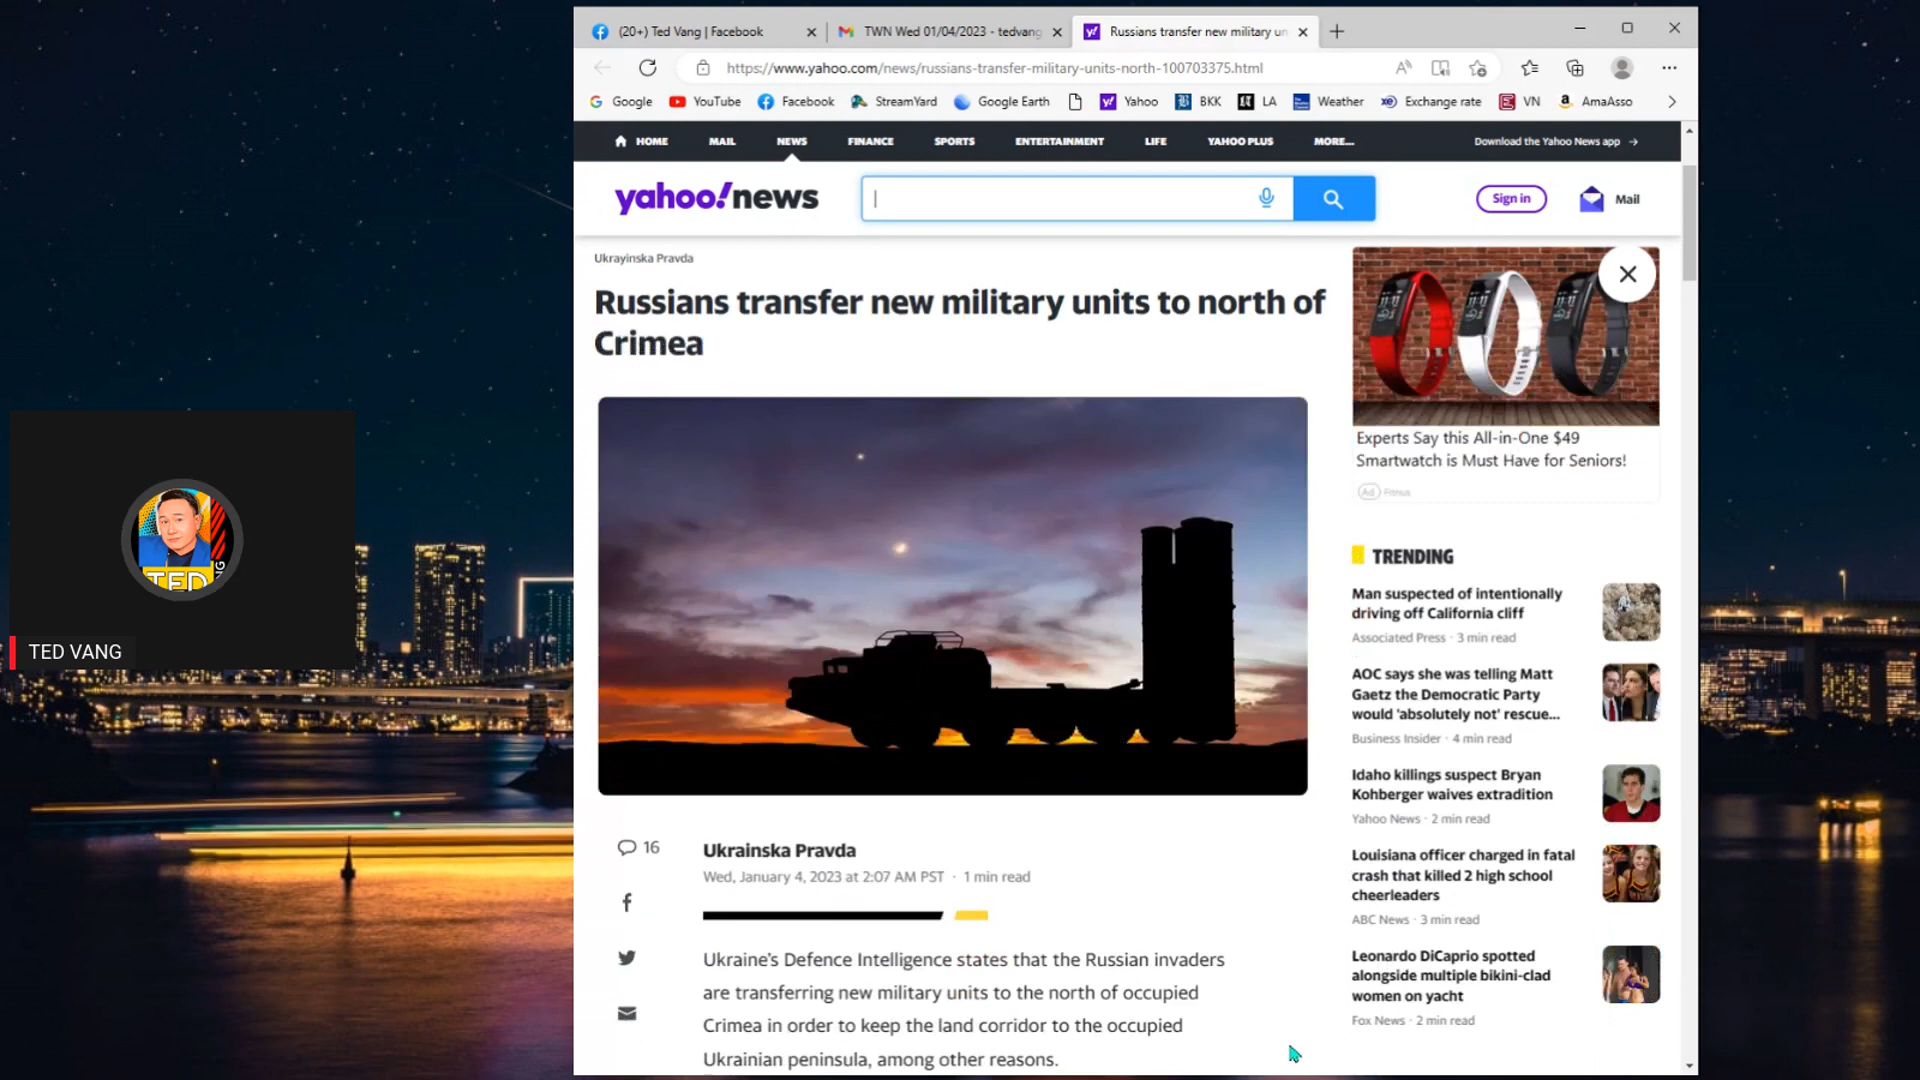 (20+) Ted Vang | Facebook
TWN Wed 01/04/2023 - tedvang
Russians transfer new military un
https://www.yahoo.com/news/russians-transfer-military-units-north-100703375.html
Google YouTube Facebook StreamYard Google Earth Yahoo BKK LA Weather Exchange rate VN AmaAsso
HOME MAIL NEWS FINANCE SPORTS ENTERTAINMENT LIFE YAHOO PLUS MORE... Download the Yahoo News app →
yahoo!news
Sign in
Mail
Ukrayinska Pravda
Russians transfer new military units to north of
Crimea
16
Ukrainska Pravda
Wed, January 4, 2023 at 2:07 AM PST · 1 min read
Ukraine's Defence Intelligence states that the Russian invaders
are transferring new military units to the north of occupied
Crimea in order to keep the land corridor to the occupied
Ukrainian peninsula, among other reasons.
Experts Say this All-in-One $49
Smartwatch is Must Have for Seniors!
Ad
TRENDING
Man suspected of intentionally
driving off California cliff
Associated Press · 3 min read
AOC says she was telling Matt
Gaetz the Democratic Party
would 'absolutely not' rescue...
Business Insider · 4 min read
Idaho killings suspect Bryan
Kohberger waives extradition
Yahoo News · 2 min read
Louisiana officer charged in fatal
crash that killed 2 high school
cheerleaders
ABC News · 3 min read
Leonardo DiCaprio spotted
alongside multiple bikini-clad
women on yacht
Fox News · 2 min read
TED
NG
TED VANG